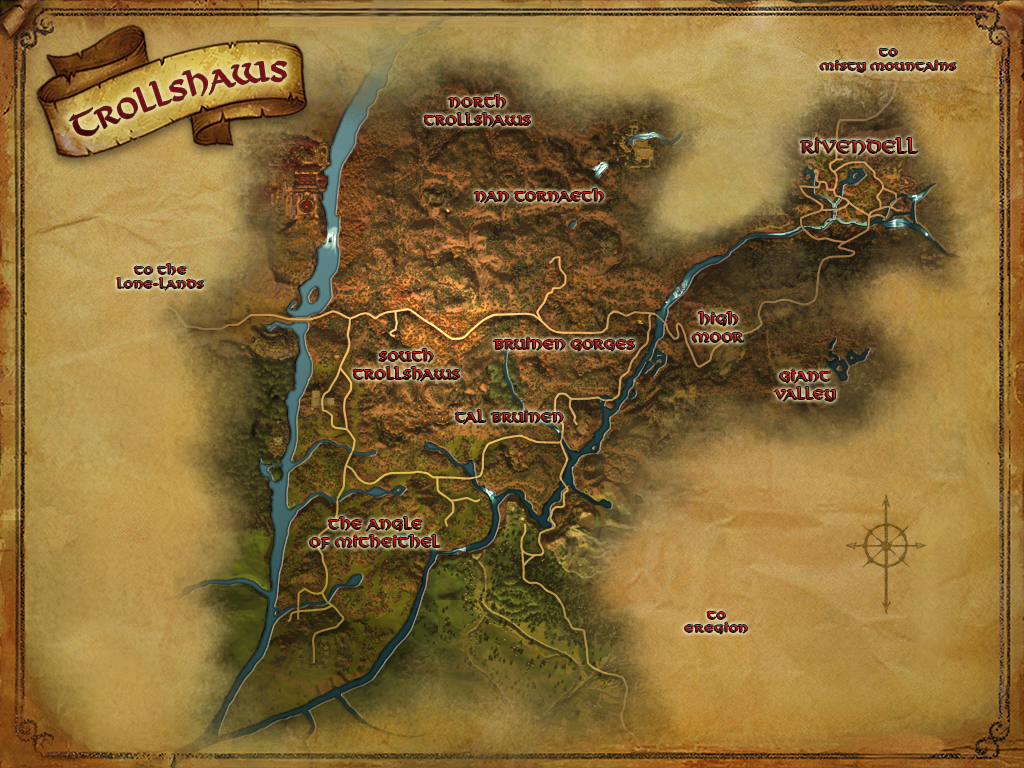 TROLLSHAWS
TO
MISTY MOUNTAINS
NORTH
TROLLSHAWS
RIVENDELL
NAN TORNAETH
TO THE
LONE-LANDS
HIGH
MOOR
BRUINEN GORGES
SOUTH
TROLLSHAWS
GIANT
VALLEY
TAL BRUINEN
THE ANGLE
OF MITHEITHEL
TO
EREGION